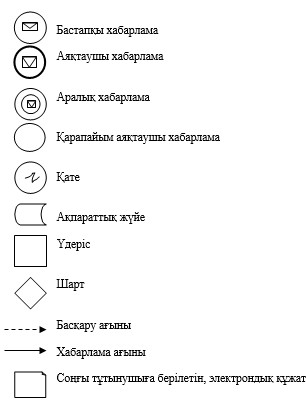 Бастапқы хабарлама
Аяқтаушы хабарлама
Аралық хабарлама
Қарапайым аяқтаушы хабарлама
Қате
Ақпараттық жүйе
Үдеріс
Шарт
Басқару ағыны
Хабарлама ағыны
Соңғы тұтынушыға берілетін, электрондық құжат